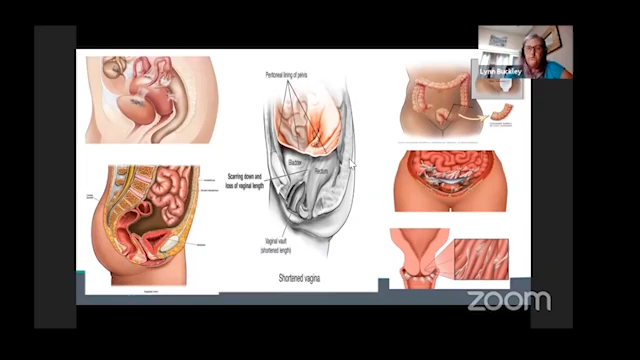 Lynn Buckley
Peritoneal lining of pelvis
Bladder
Rectum
Scarring down and
loss of vaginal length
Vaginal vault
(shortened length)
Shortened vagina
zoom